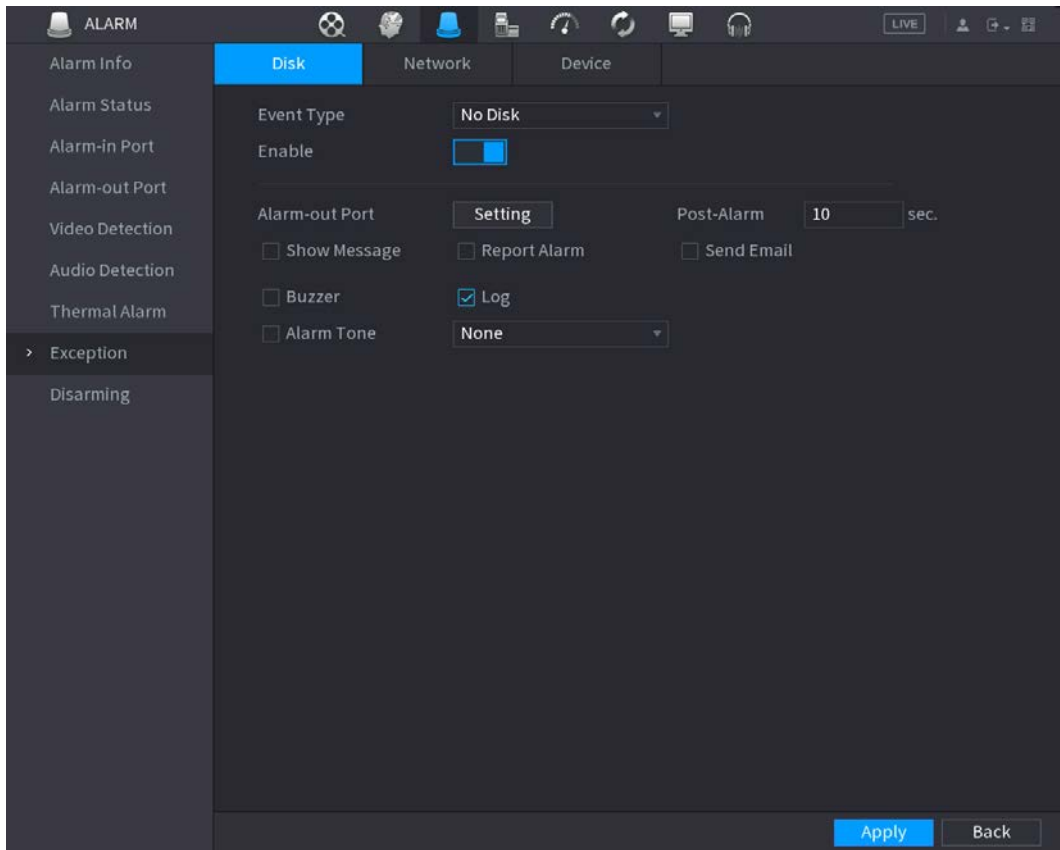 ALARM LIVE
Alarm Info
Alarm Status
Alarm-in Port
Alarm-out Port
Video Detection
Audio Detection
Thermal Alarm
Exception
Disarming
Disk Network Device
Event Type No Disk
Enable
Alarm-out Port Setting Post-Alarm 10 sec.
Show Message Report Alarm Send Email
Buzzer Log
Alarm Tone None
Apply Back